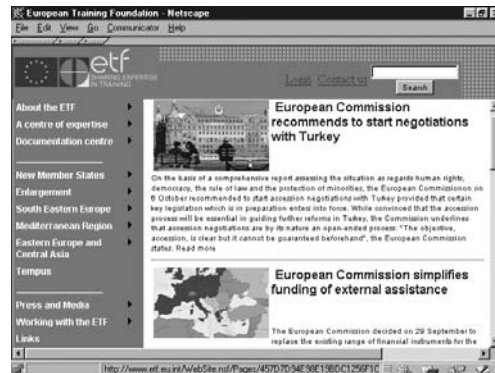 European Training Foundation - Netscape
File Edit View Go Communicator Help
etf
SHARING EXPERTISE
IN TRAINING
Login Contact us
Search
About the ETF
A centre of expertise
Documentation centre
New Member States
Enlargement
South Eastern Europe
Mediterranean Region
Eastern Europe and
Central Asia
Tempus
Press and Media
Working with the ETF
Links
European Commission
recommends to start negotiations
with Turkey
On the basis of a comprehensive report assessing the situation as regards human rights,
democracy, the rule of law and the protection of minorities, the European Commissionon on
6 October recommended to start accession negotiations with Turkey provided that certain
key legislation which is in preparation enters into force. While convinced that the accession
process will be essential in guiding further reforms in Turkey, the Commission underlines
that accession negotiations are by its nature an open-ended process. "The objective,
accession, is clear but it cannot be guaranteed beforehand", the European Commission
states. Read more
European Commission simplifies
funding of external assistance
The European Commission decided on 29 September to
replace the existing range of financial instruments for the
http://www.etf.eu.int/WebSite.nsf/Pages/457D7D94E98E19BDC1256F1C